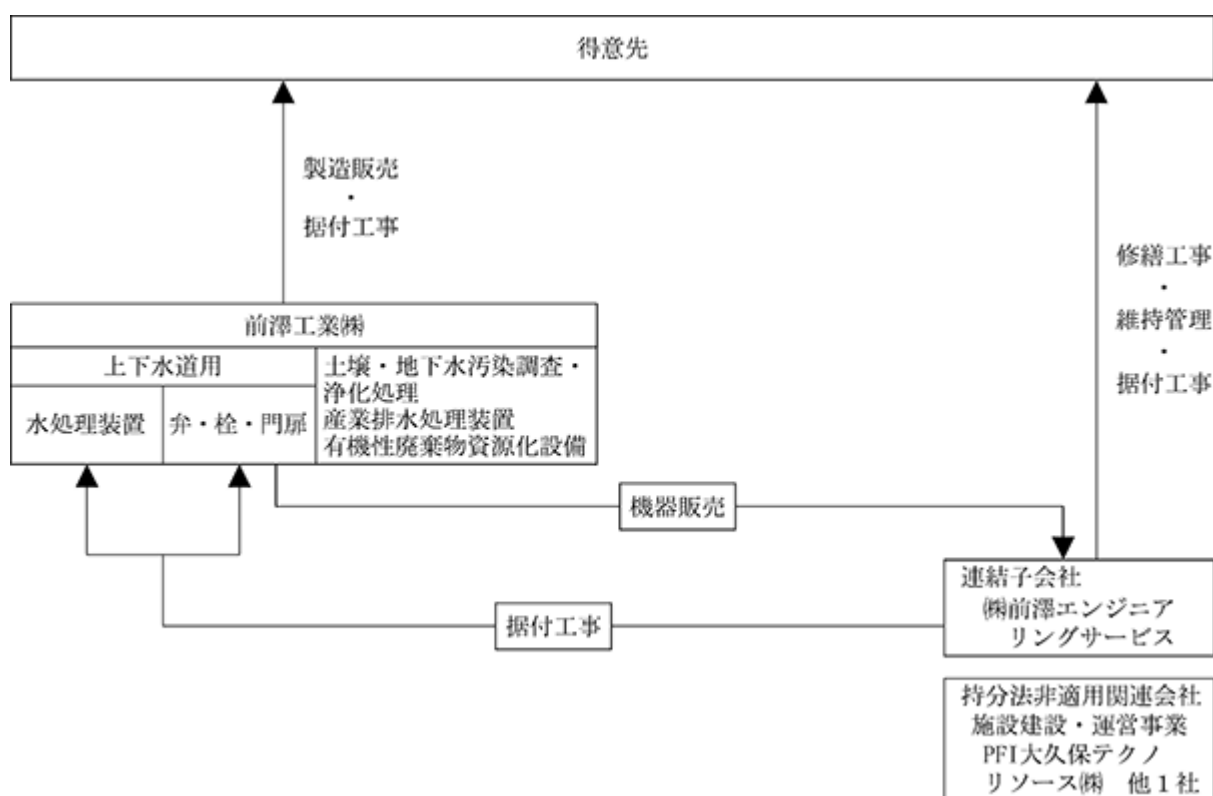 得意先
製造販売
・
据付工事
修繕工事
・
維持管理
・
据付工事
前澤工業㈱
上下水道用
水処理装置
弁・栓・門扉
土壌・地下水汚染調査・
浄化処理
産業排水処理装置
有機性廃棄物資源化設備
機器販売
据付工事
連結子会社
㈱前澤エンジニア
リングサービス
持分法非適用関連会社
施設建設・運営事業
PFI大久保テクノ
リソース㈱　他１社